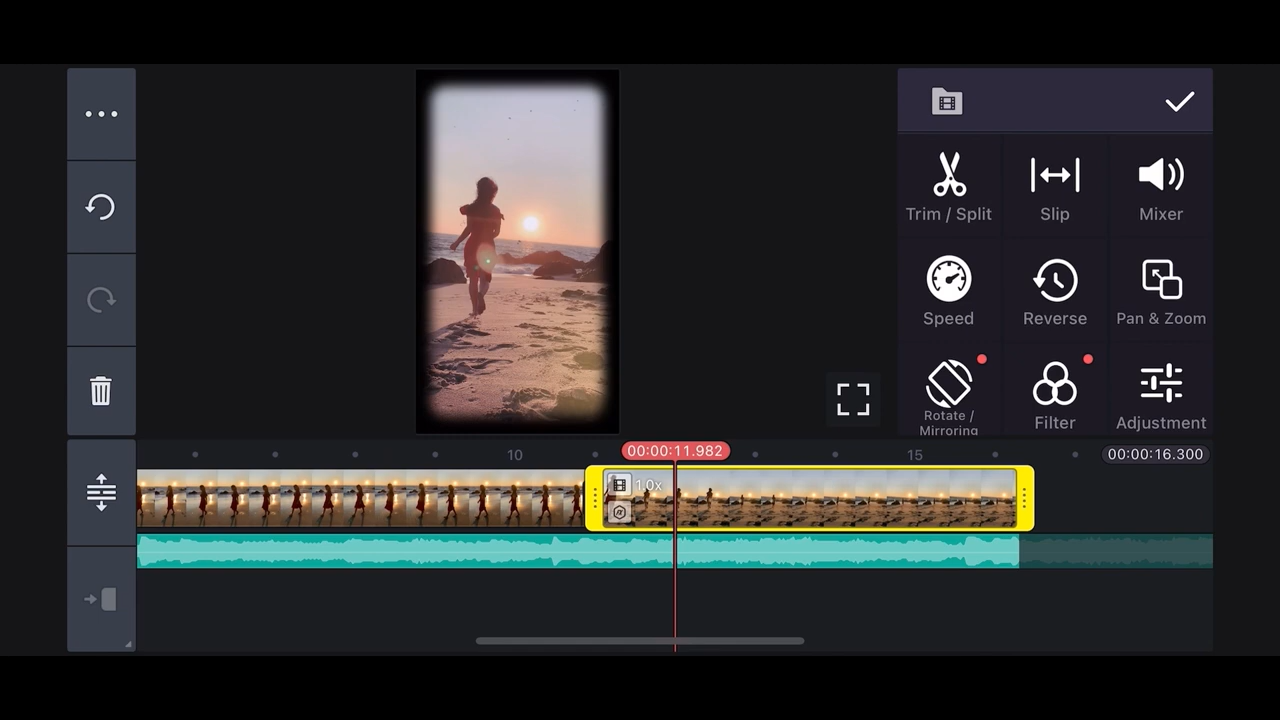 Trim / Split
Slip
Mixer
Speed
Reverse
Pan & Zoom
Rotate /
Mirroring
Filter
Adjustment
00:00:11.982
10
15
00:00:16.300
1.0x